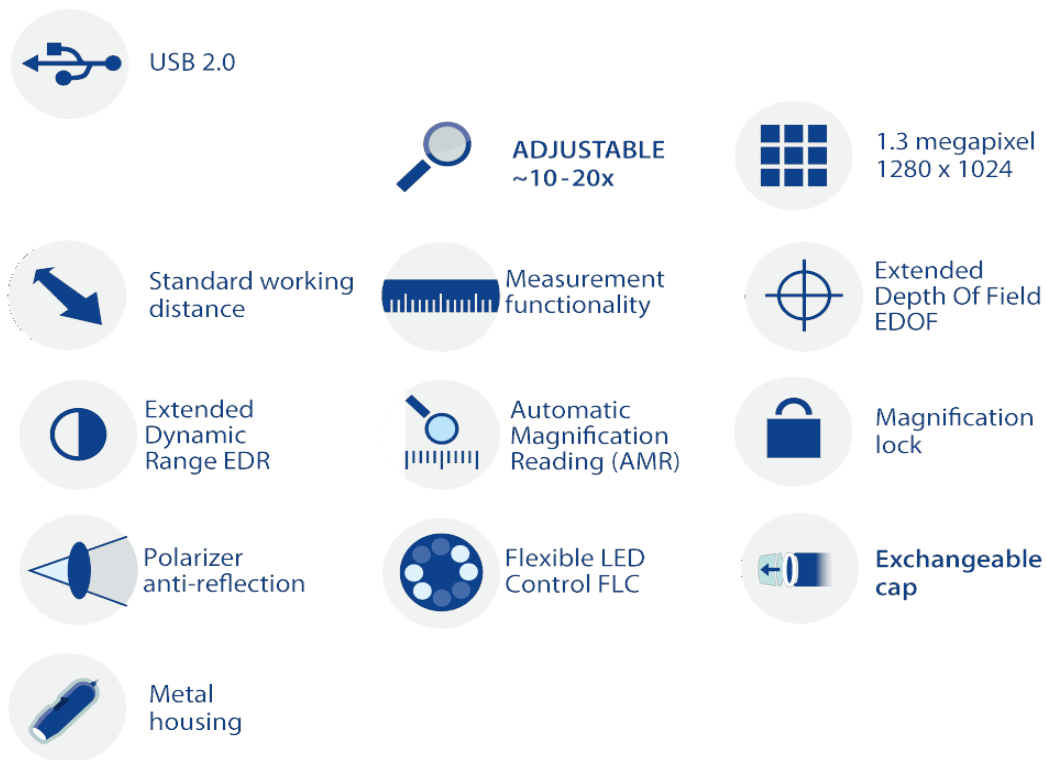 USB 2.0
ADJUSTABLE
~10-20x
1.3 megapixel
1280 x 1024
Standard working
distance
Measurement
functionality
Extended
Depth Of Field
EDOF
Extended
Dynamic
Range EDR
Automatic
Magnification
Reading (AMR)
Magnification
lock
Polarizer
anti-reflection
Flexible LED
Control FLC
Exchangeable
cap
Metal
housing